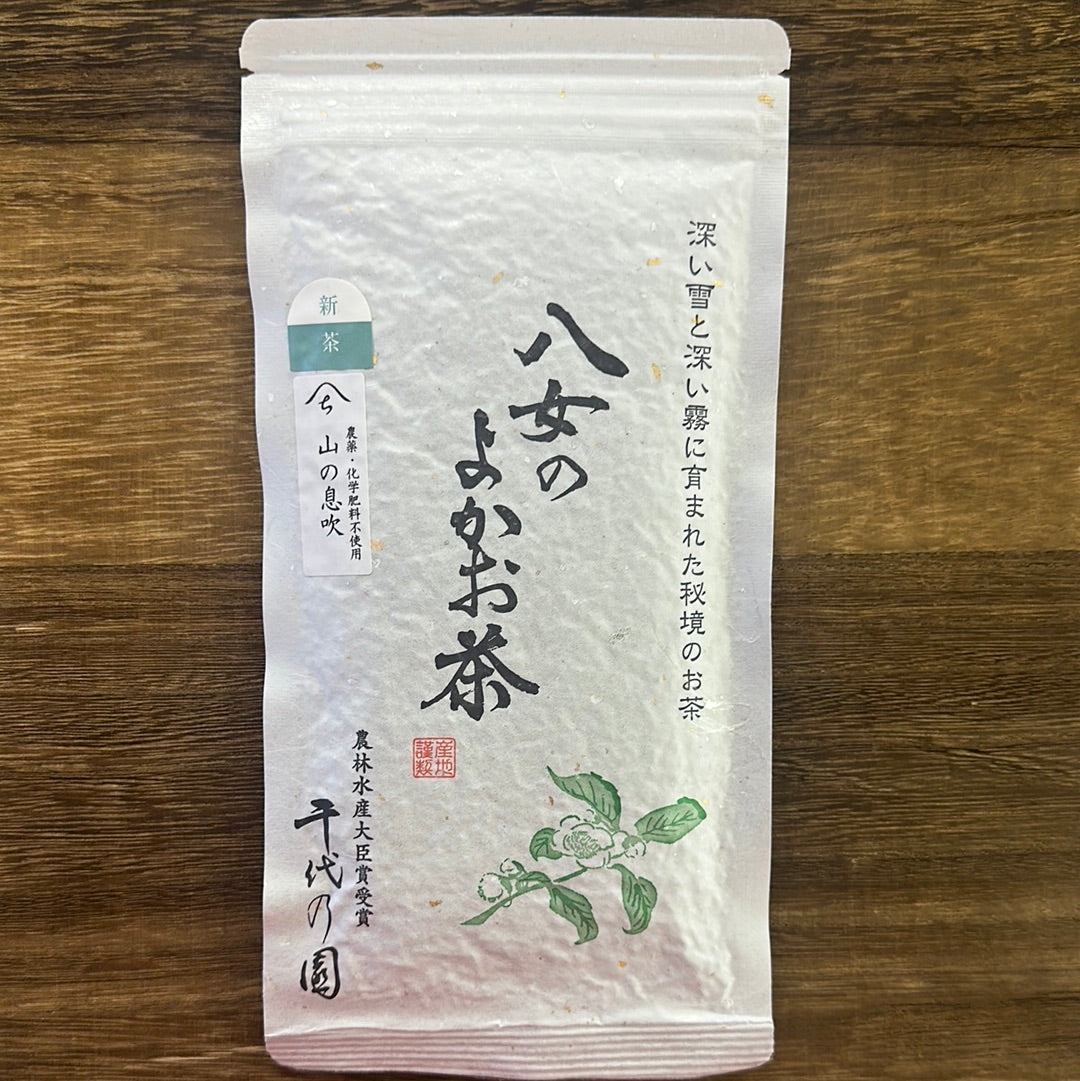 深い雪と深い霧に育まれた秘境のお茶
八女の
よかお茶
産地
謹製
新
茶
ち
農薬・化学肥料不使用
山の息吹
農林水産大臣賞受賞
千代乃園